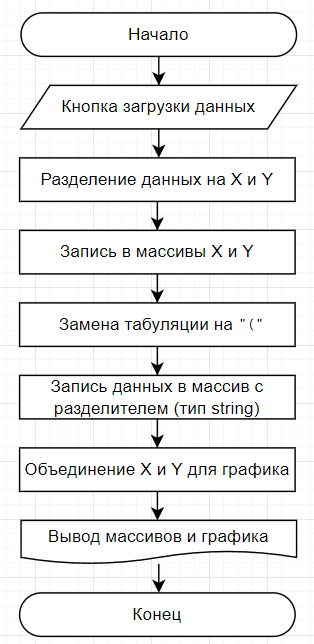 Начало
Кнопка загрузки данных
Разделение данных на X и Y
Запись в массивы X и Y
Замена табуляции на "("
Запись данных в массив с
разделителем (тип string)
Объединение X и Y для графика
Вывод массивов и графика
Конец